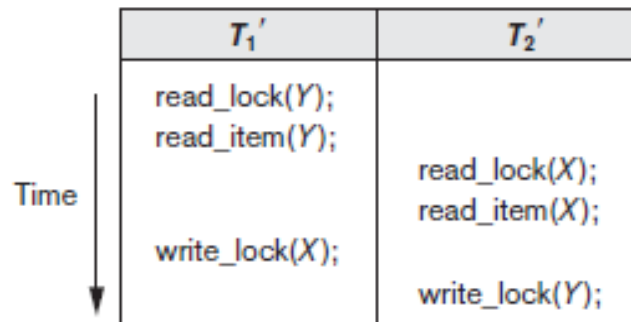 T₁′ T₂′
read_lock(Y);
read_item(Y);
read_lock(X);
Time
read_item(X);
write_lock(X);
write_lock(Y);